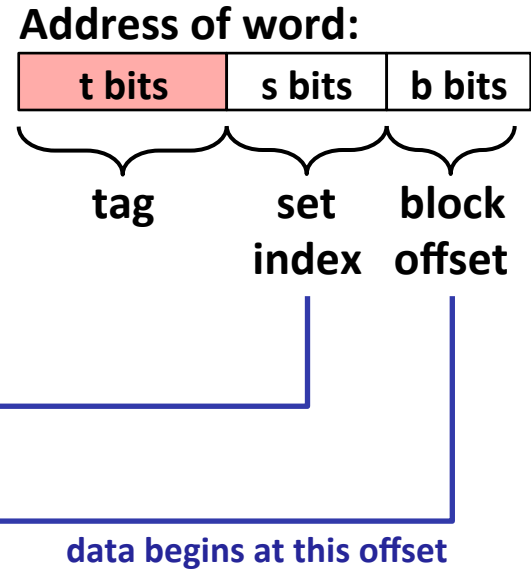 Address of word:
t bits s bits b bits
tag set block
index offset
data begins at this offset